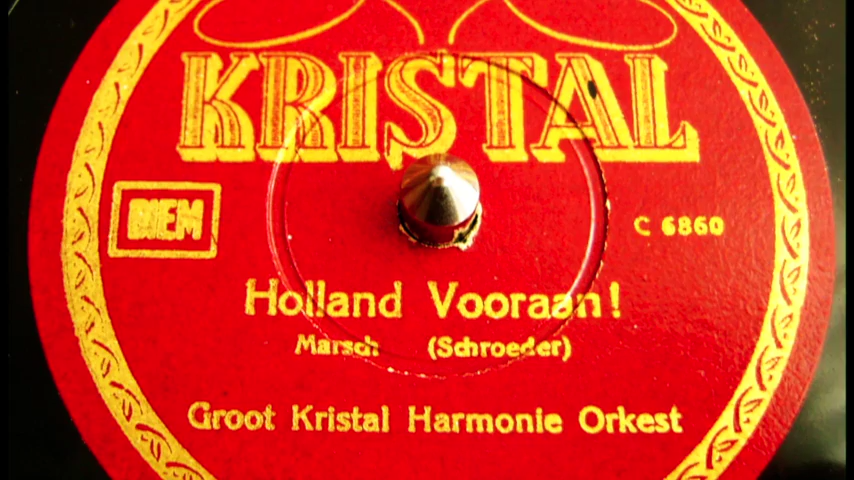 KRISTAL
BIEM
C 6860
Holland Vooraan!
Marsch (Schroeder)
Groot Kristal Harmonie Orkest